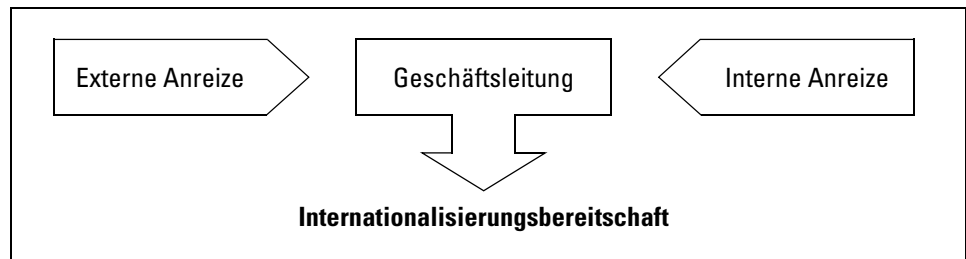 Externe Anreize
Geschäftsleitung
Interne Anreize
Internationalisierungsbereitschaft